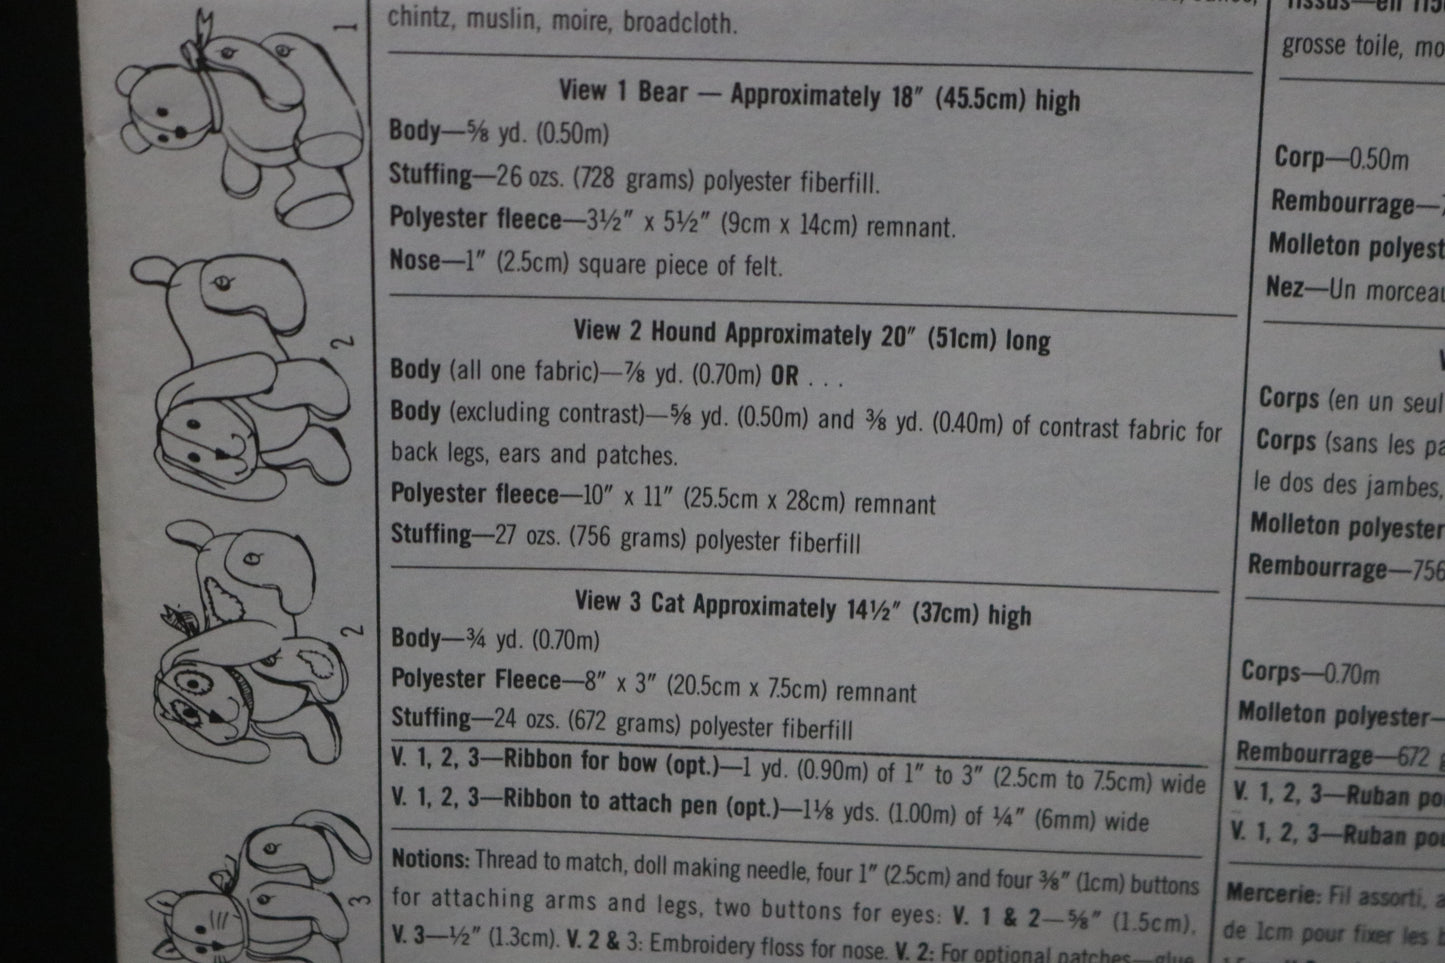 chintz, muslin, moire, broadcloth.
View 1 Bear — Approximately 18″ (45.5cm) high
Body—⅝ yd. (0.50m)
Stuffing—26 ozs. (728 grams) polyester fiberfill.
Polyester fleece—3½″ x 5½″ (9cm x 14cm) remnant.
Nose—1″ (2.5cm) square piece of felt.
View 2 Hound Approximately 20″ (51cm) long
Body (all one fabric)—⅞ yd. (0.70m) OR . . .
Body (excluding contrast)—⅝ yd. (0.50m) and ⅜ yd. (0.40m) of contrast fabric for
back legs, ears and patches.
Polyester fleece—10″ x 11″ (25.5cm x 28cm) remnant
Stuffing—27 ozs. (756 grams) polyester fiberfill
View 3 Cat Approximately 14½″ (37cm) high
Body—¾ yd. (0.70m)
Polyester Fleece—8″ x 3″ (20.5cm x 7.5cm) remnant
Stuffing—24 ozs. (672 grams) polyester fiberfill
V. 1, 2, 3—Ribbon for bow (opt.)—1 yd. (0.90m) of 1″ to 3″ (2.5cm to 7.5cm) wide
V. 1, 2, 3—Ribbon to attach pen (opt.)—1⅛ yds. (1.00m) of ¼″ (6mm) wide
Notions: Thread to match, doll making needle, four 1″ (2.5cm) and four ⅜″ (1cm) buttons
for attaching arms and legs, two buttons for eyes: V. 1 & 2—⅝″ (1.5cm),
V. 3—½″ (1.3cm). V. 2 & 3: Embroidery floss for nose. V. 2: For optional patches—glue
1
2
2
3
Tissus—en
grosse toile, mo
Corp—0.50m
Rembourrage—
Molleton polyest
Nez—Un morceau
Corps (en un seul
Corps (sans les pa
le dos des jambes,
Molleton polyester
Rembourrage—756
Corps—0.70m
Molleton polyester—
Rembourrage—672 g
V. 1, 2, 3—Ruban po
V. 1, 2, 3—Ruban po
Mercerie: Fil assorti, a
de 1cm pour fixer les b